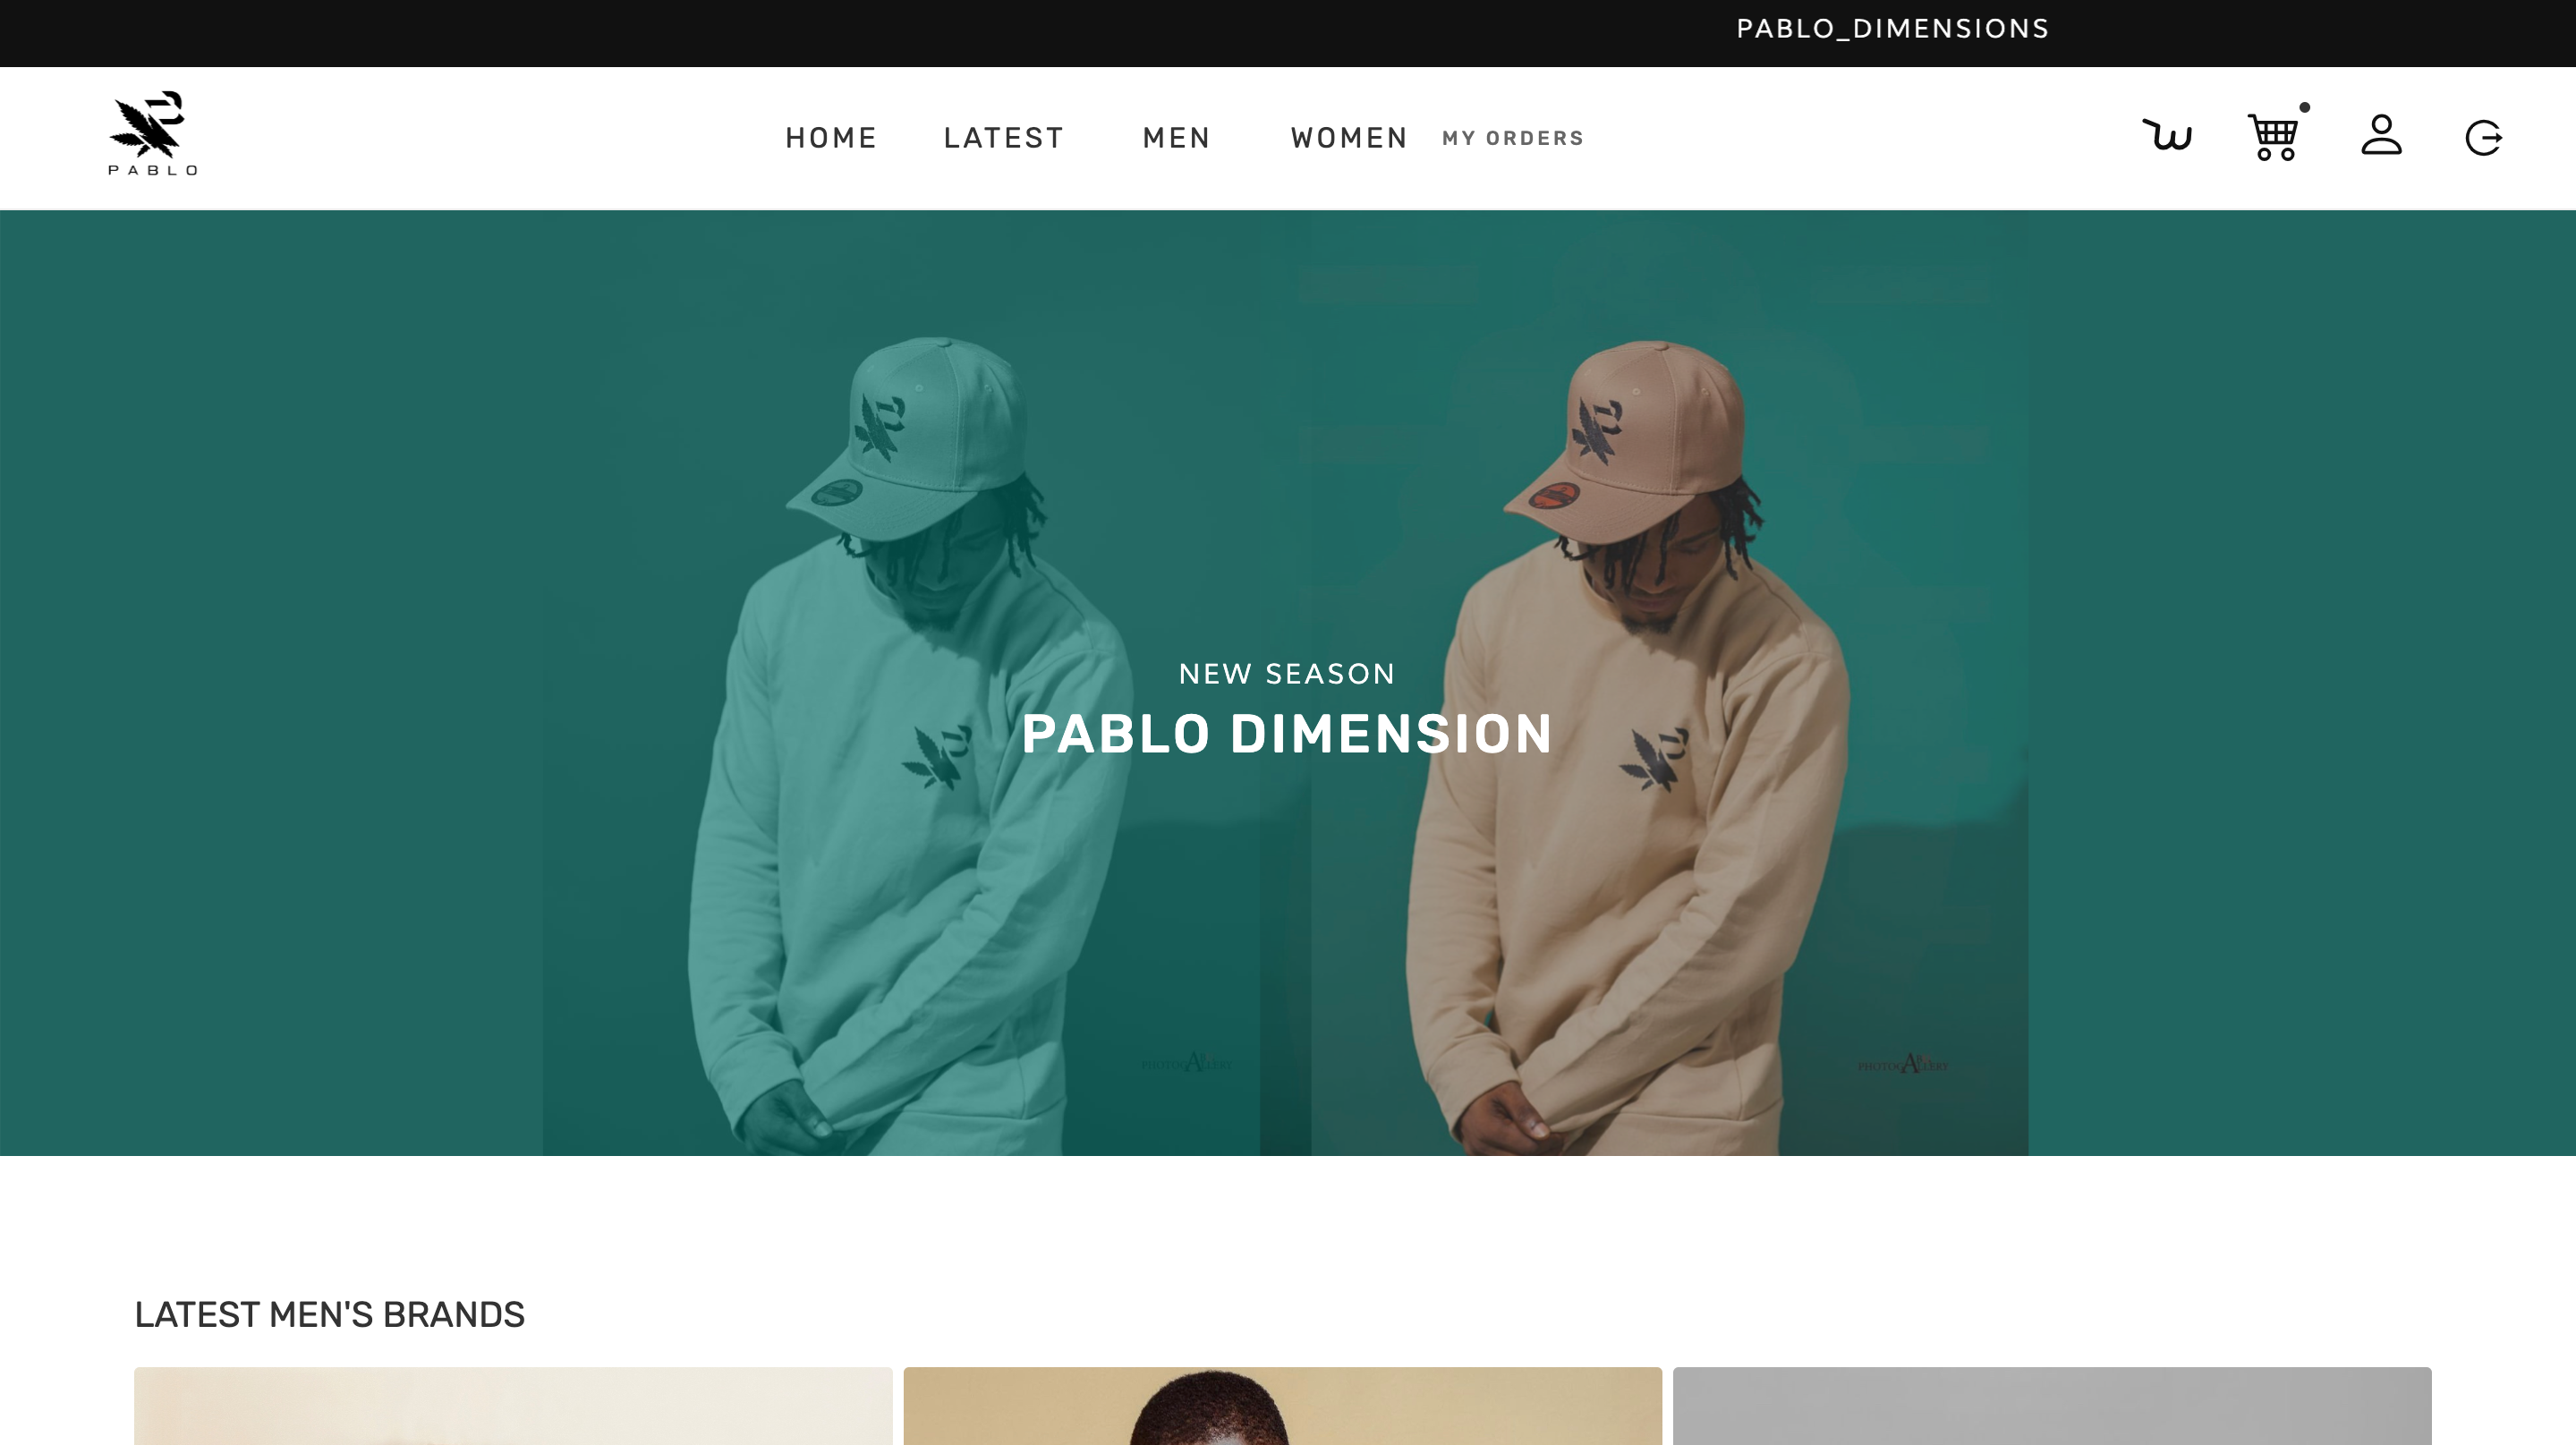 PABLO_DIMENSIONS
PABLO
HOME LATEST MEN WOMEN MY ORDERS
NEW SEASON
PABLO DIMENSION
LATEST MEN'S BRANDS